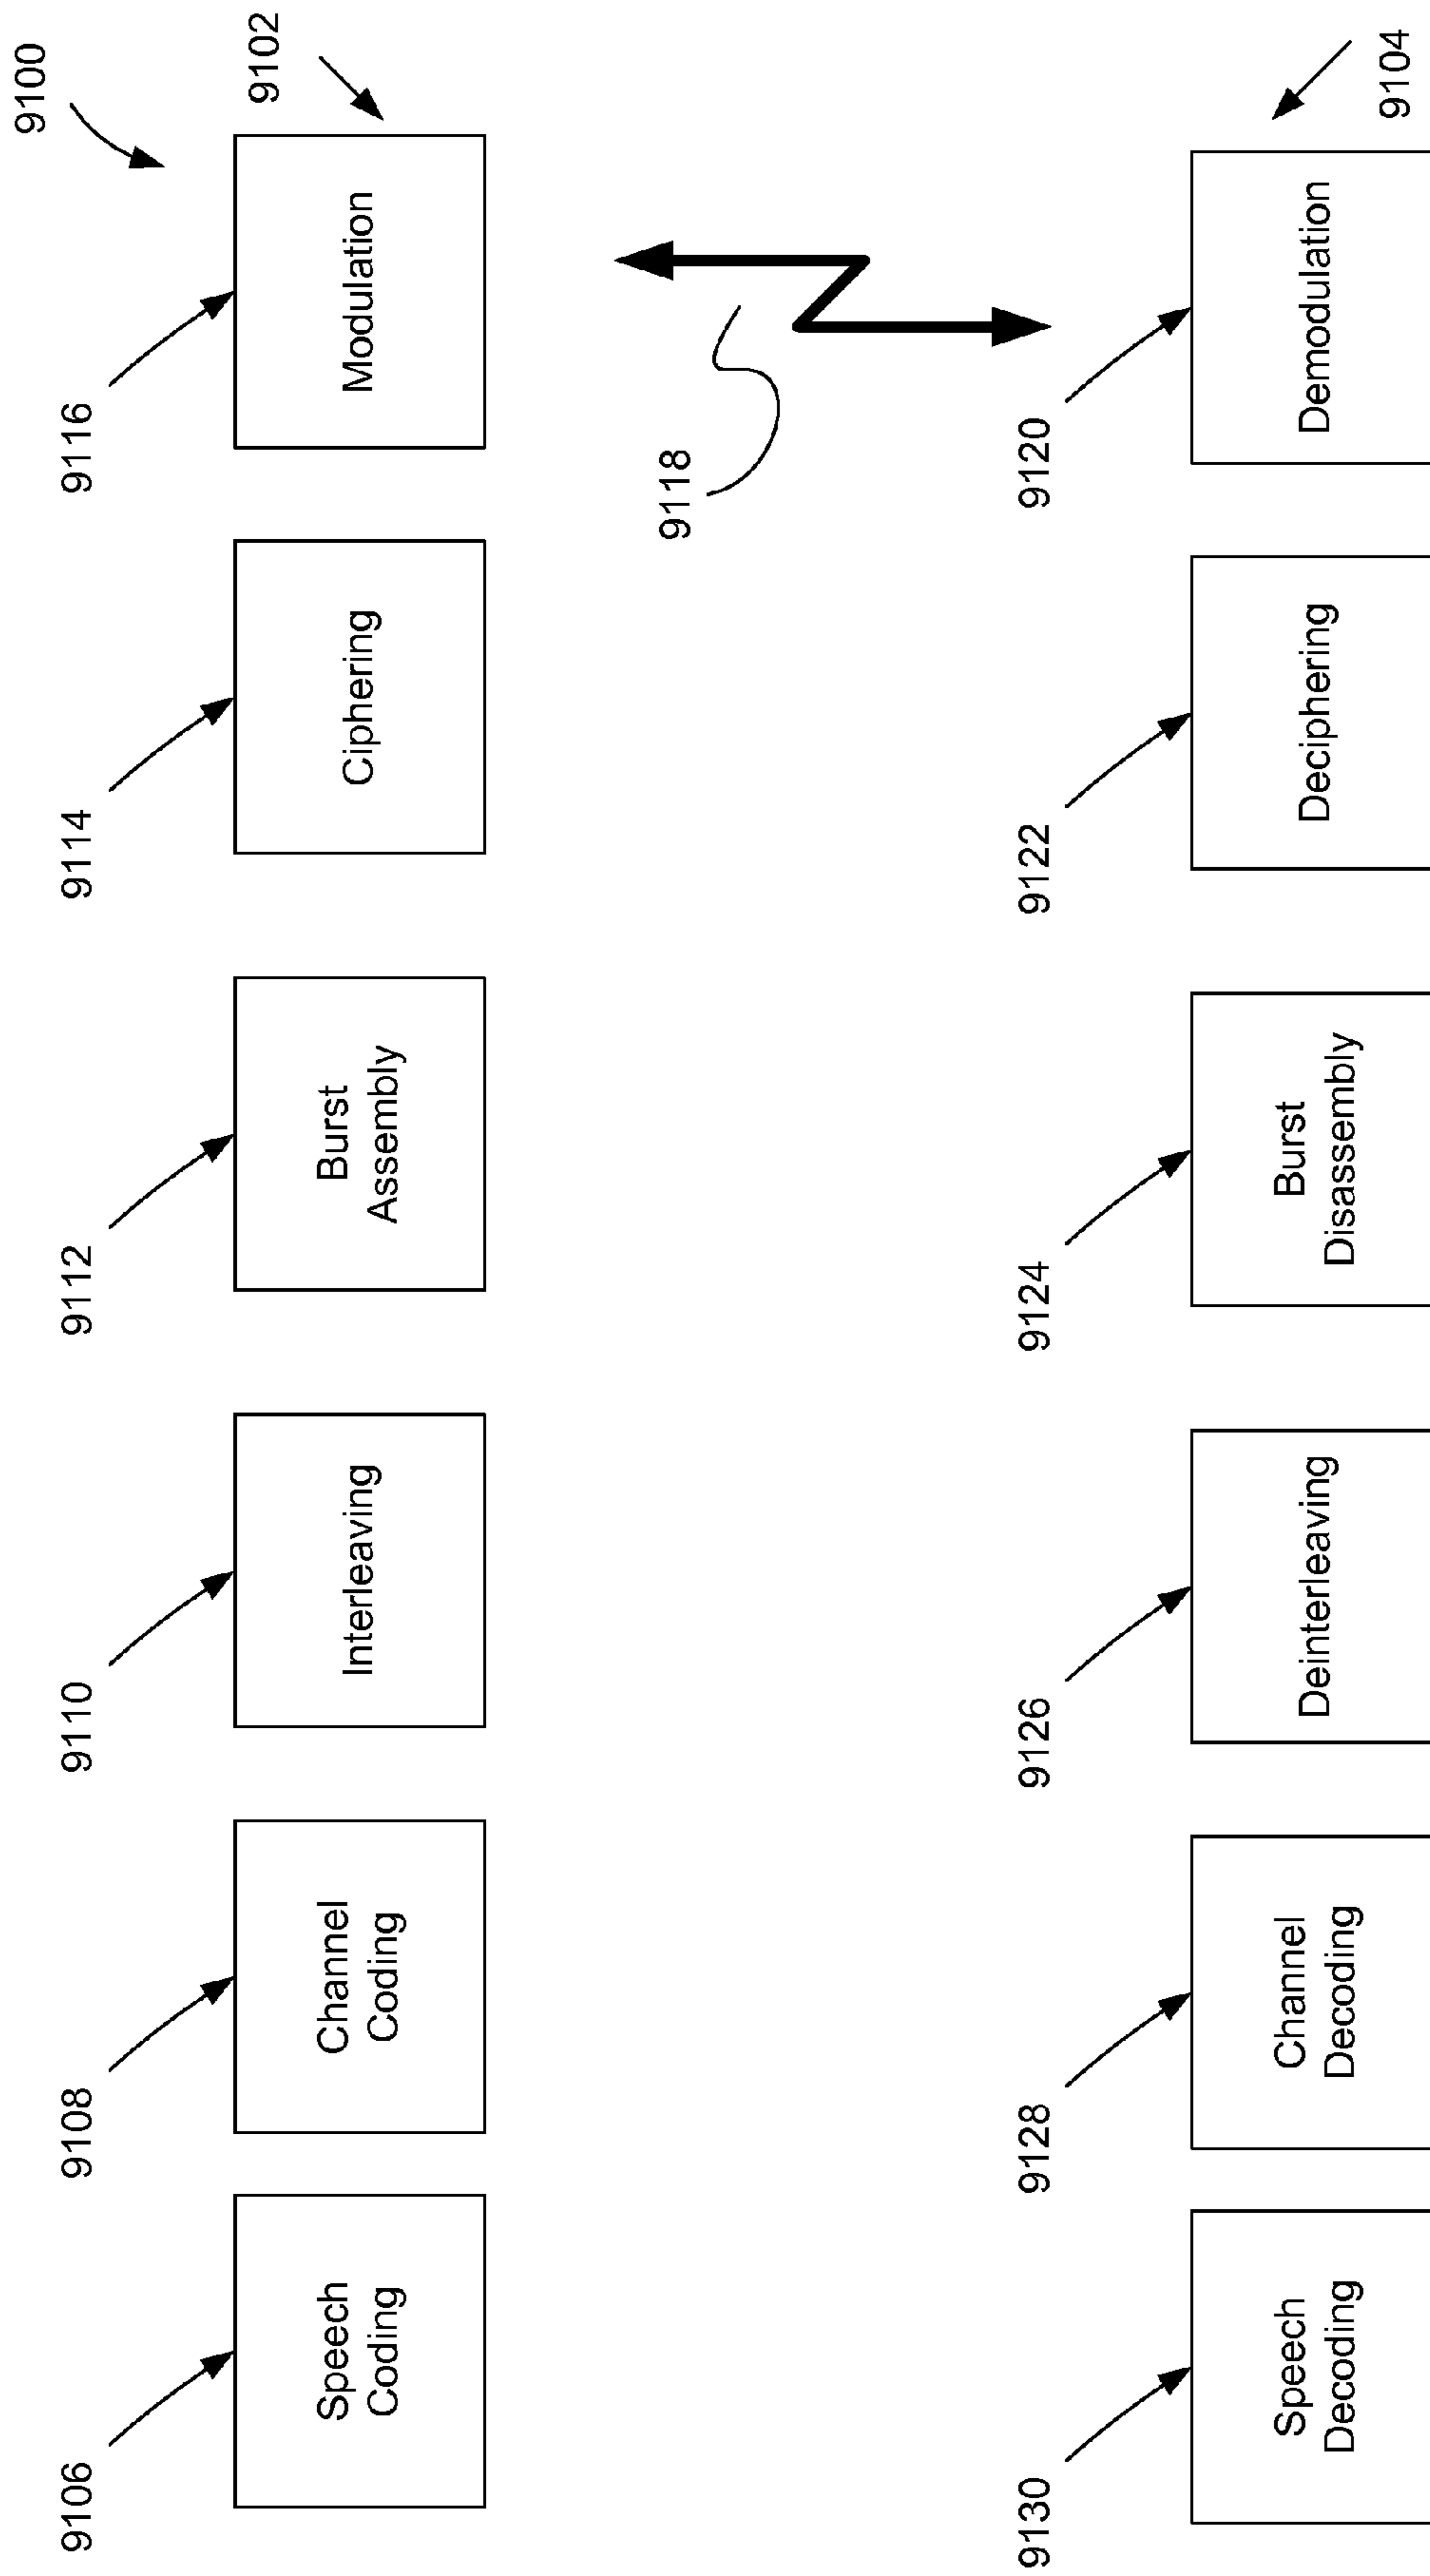 9100
9102
9106
9108
9110
9112
9114
9116
Speech
Coding
Channel
Coding
Interleaving
Burst
Assembly
Ciphering
Modulation
9118
9130
9128
9126
9124
9122
9120
Speech
Decoding
Channel
Decoding
Deinterleaving
Burst
Disassembly
Deciphering
Demodulation
9104